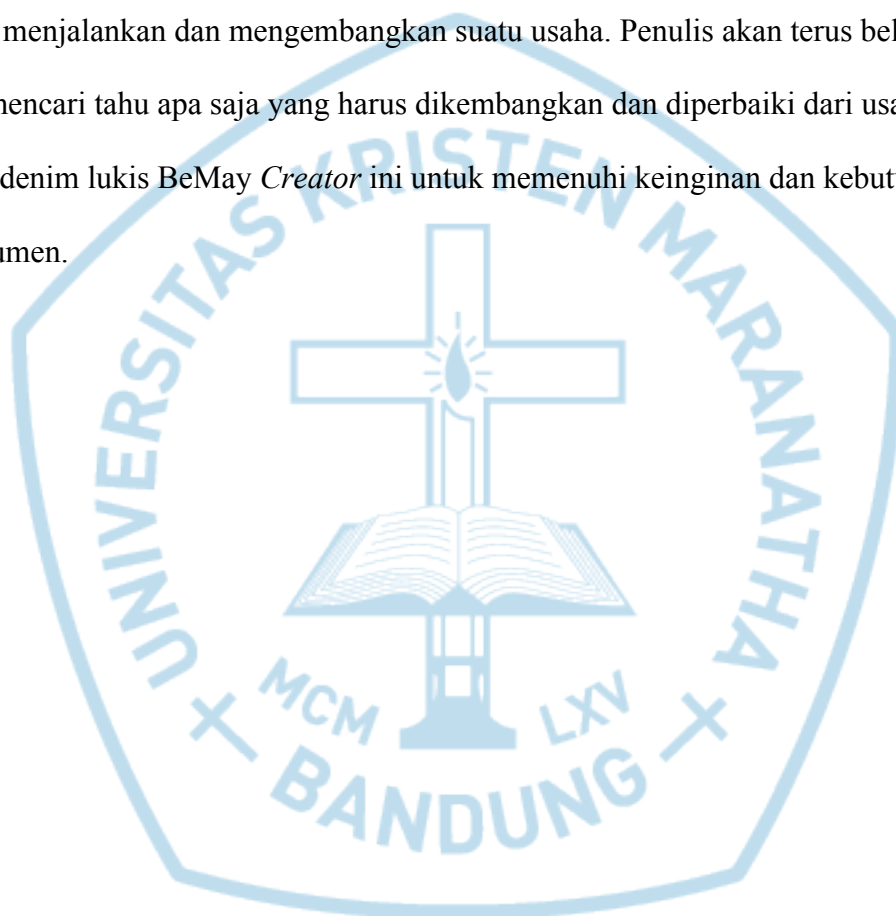 menjalankan dan mengembangkan suatu usaha. Penulis akan terus bel
mencari tahu apa saja yang harus dikembangkan dan diperbaiki dari usa
denim lukis BeMay Creator ini untuk memenuhi keinginan dan kebut
umen.
UNIVERSITAS KRISTEN MARANATHA
MCM LXV
BANDUNG